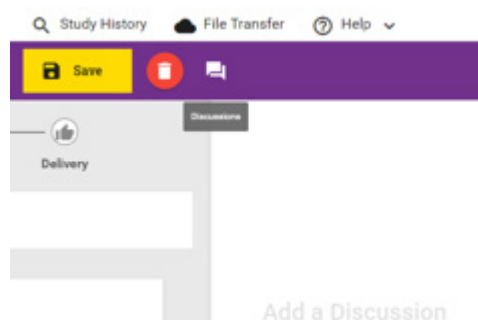 Study History File Transfer Help
Save
Discussions
Delivery
Add a Discussion